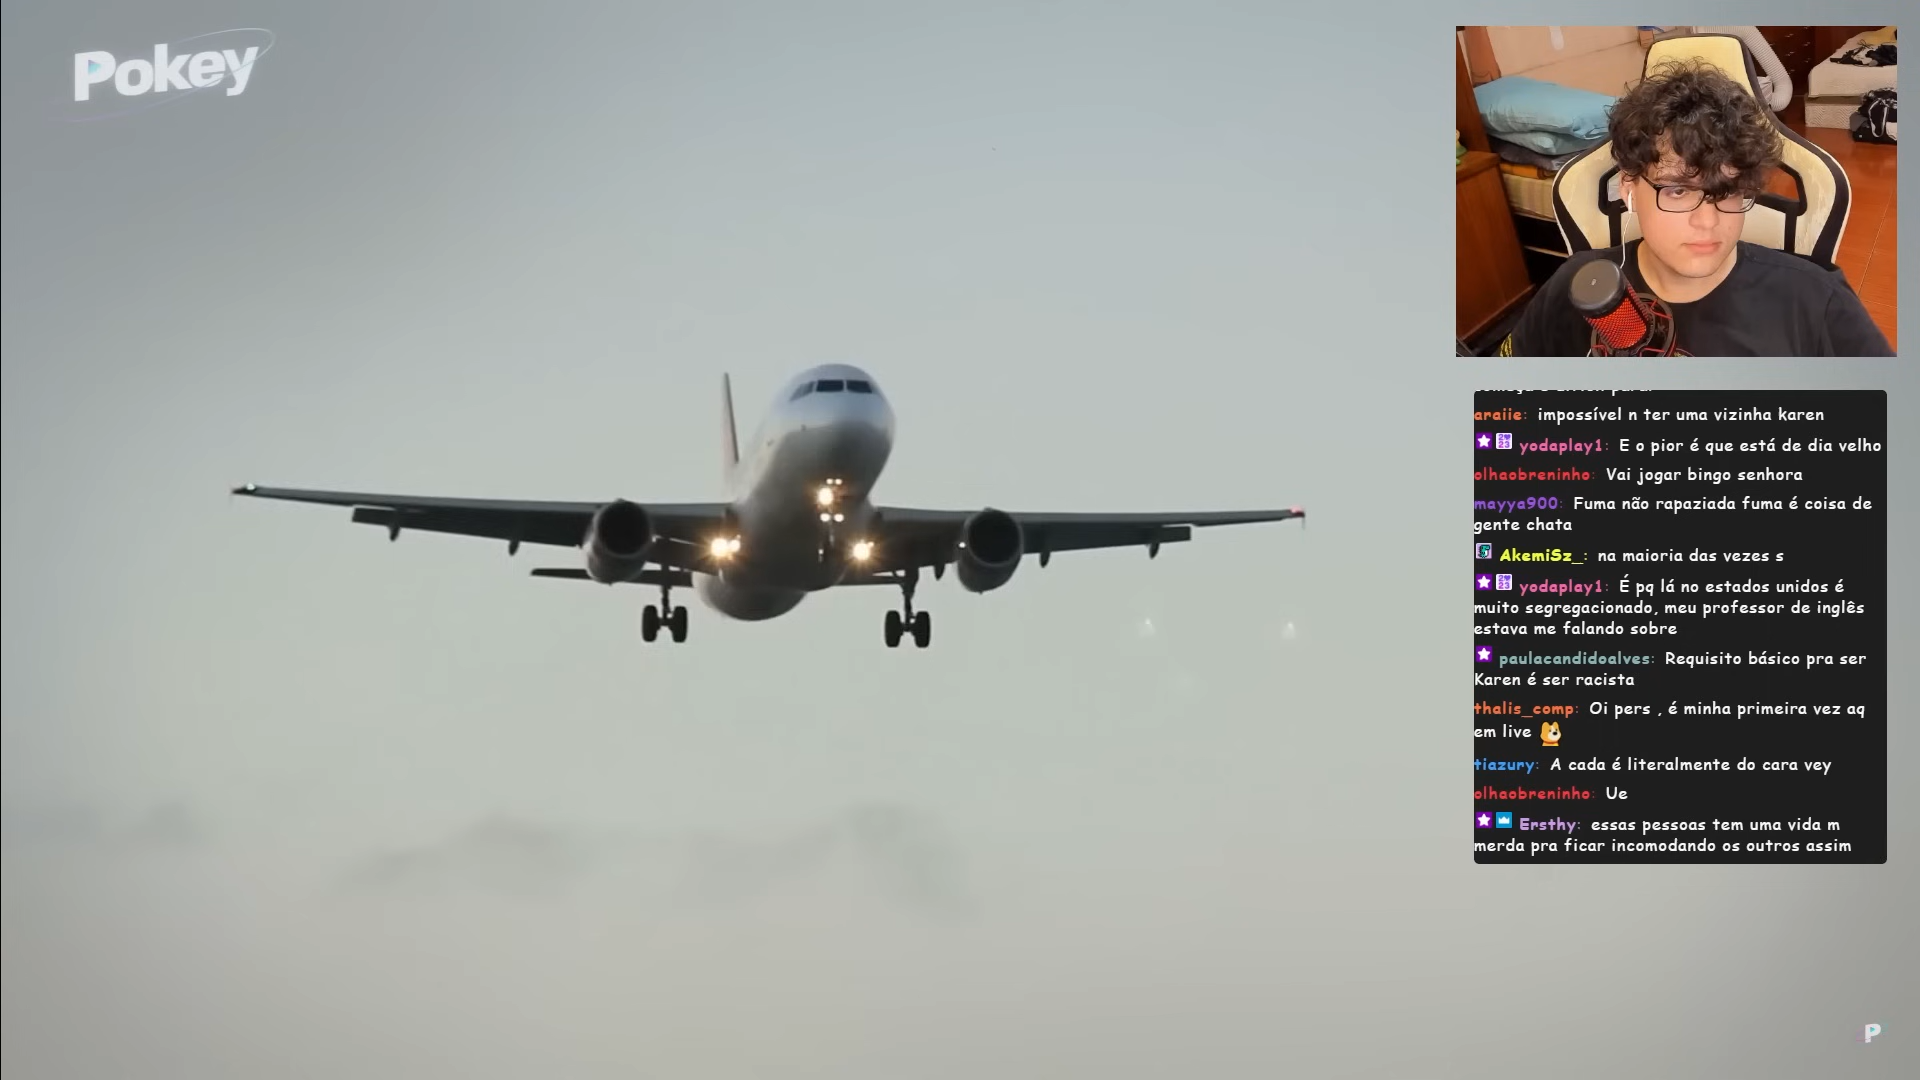 Pokey
araiie: impossível n ter uma vizinha karen
yodaplay1: E o pior é que está de dia velho
olhaobreninho: Vai jogar bingo senhora
mayya900: Fuma não rapaziada fuma é coisa de
gente chata
AkemiSz_: na maioria das vezes s
yodaplay1: É pq lá no estados unidos é
muito segregacionado, meu professor de inglês
estava me falando sobre
paulacandidoalves: Requisito básico pra ser
Karen é ser racista
thalis_comp: Oi pers , é minha primeira vez aq
em live
tiazury: A cada é literalmente do cara vey
olhaobreninho: Ue
Ersthy: essas pessoas tem uma vida m
merda pra ficar incomodando os outros assim
P